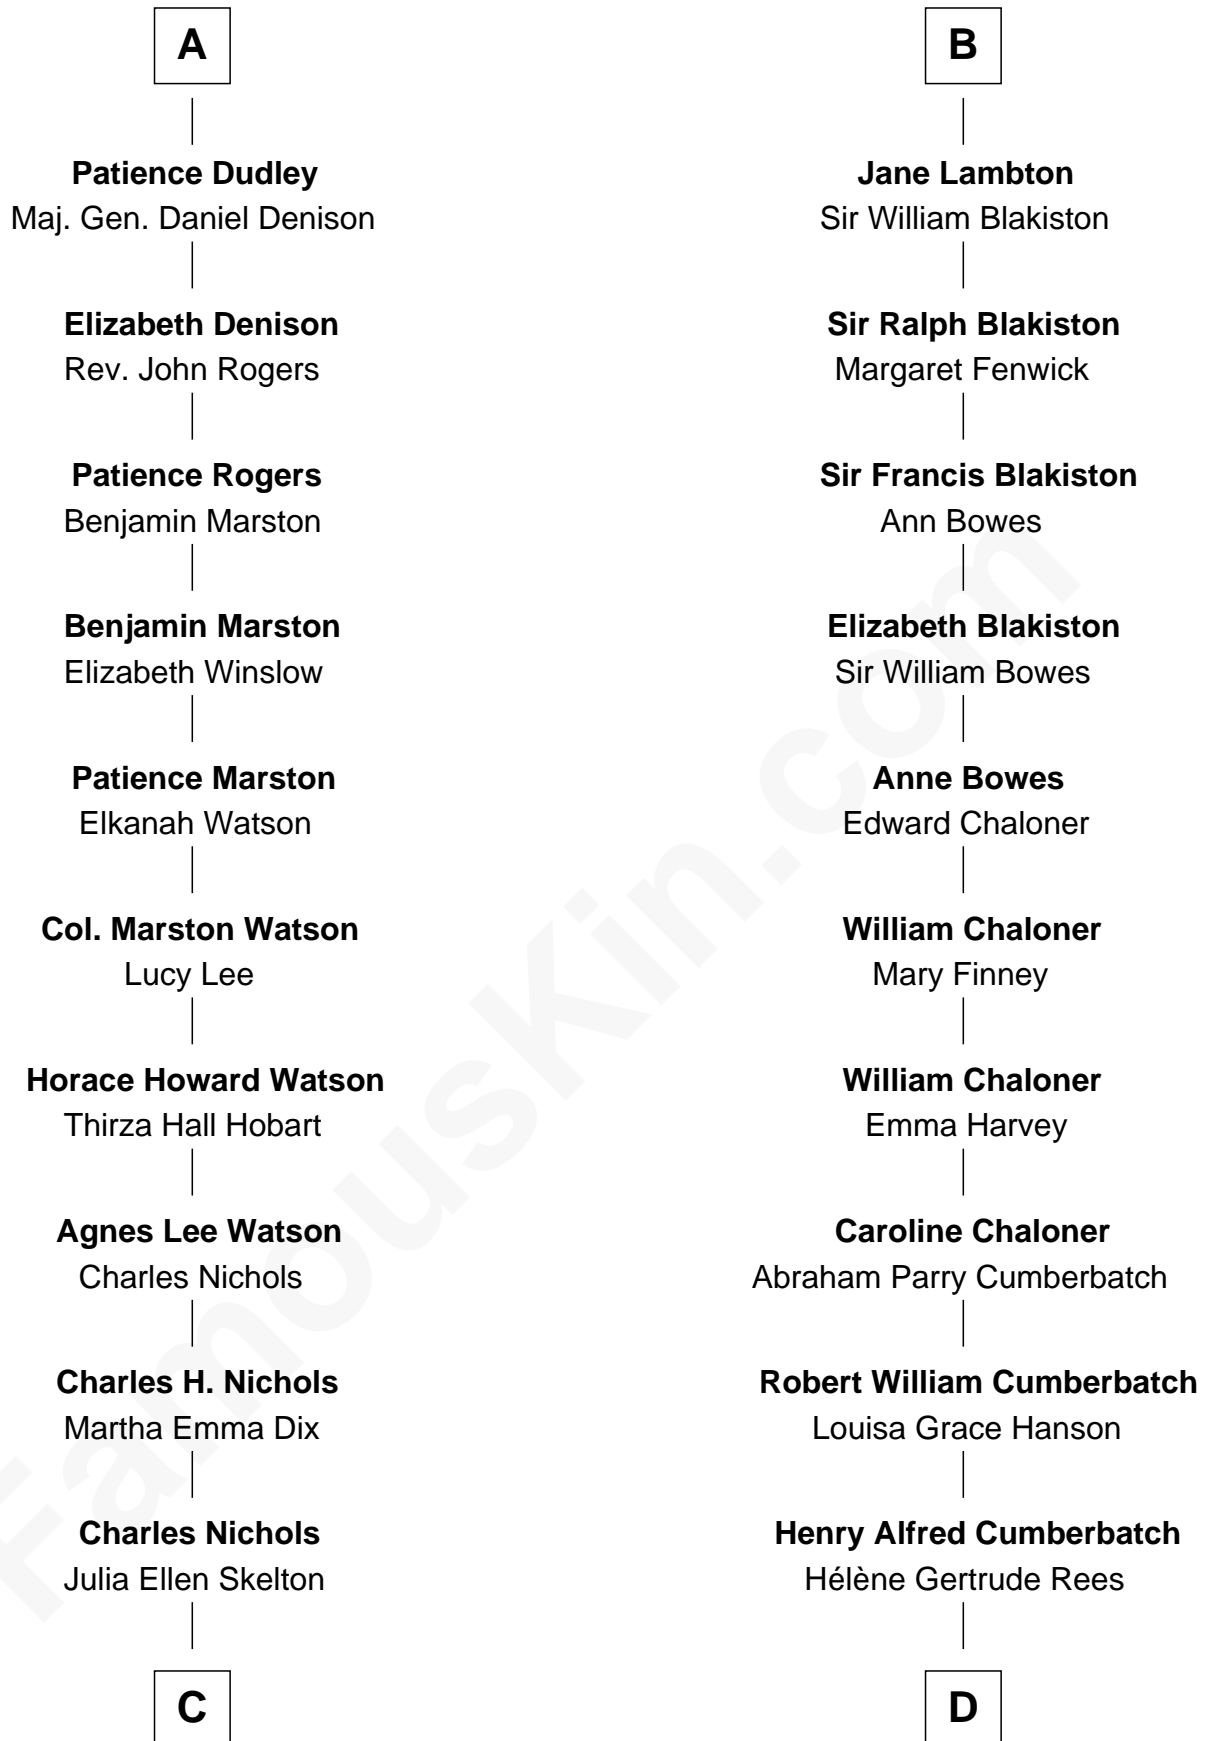 A
Patience Dudley
Maj. Gen. Daniel Denison
Elizabeth Denison
Rev. John Rogers
Patience Rogers
Benjamin Marston
Benjamin Marston
Elizabeth Winslow
Patience Marston
Elkanah Watson
Col. Marston Watson
Lucy Lee
Horace Howard Watson
Thirza Hall Hobart
Agnes Lee Watson
Charles Nichols
Charles H. Nichols
Martha Emma Dix
Charles Nichols
Julia Ellen Skelton
C
B
Jane Lambton
Sir William Blakiston
Sir Ralph Blakiston
Margaret Fenwick
Sir Francis Blakiston
Ann Bowes
Elizabeth Blakiston
Sir William Bowes
Anne Bowes
Edward Chaloner
William Chaloner
Mary Finney
William Chaloner
Emma Harvey
Caroline Chaloner
Abraham Parry Cumberbatch
Robert William Cumberbatch
Louisa Grace Hanson
Henry Alfred Cumberbatch
Hélène Gertrude Rees
D
FamousKin.com